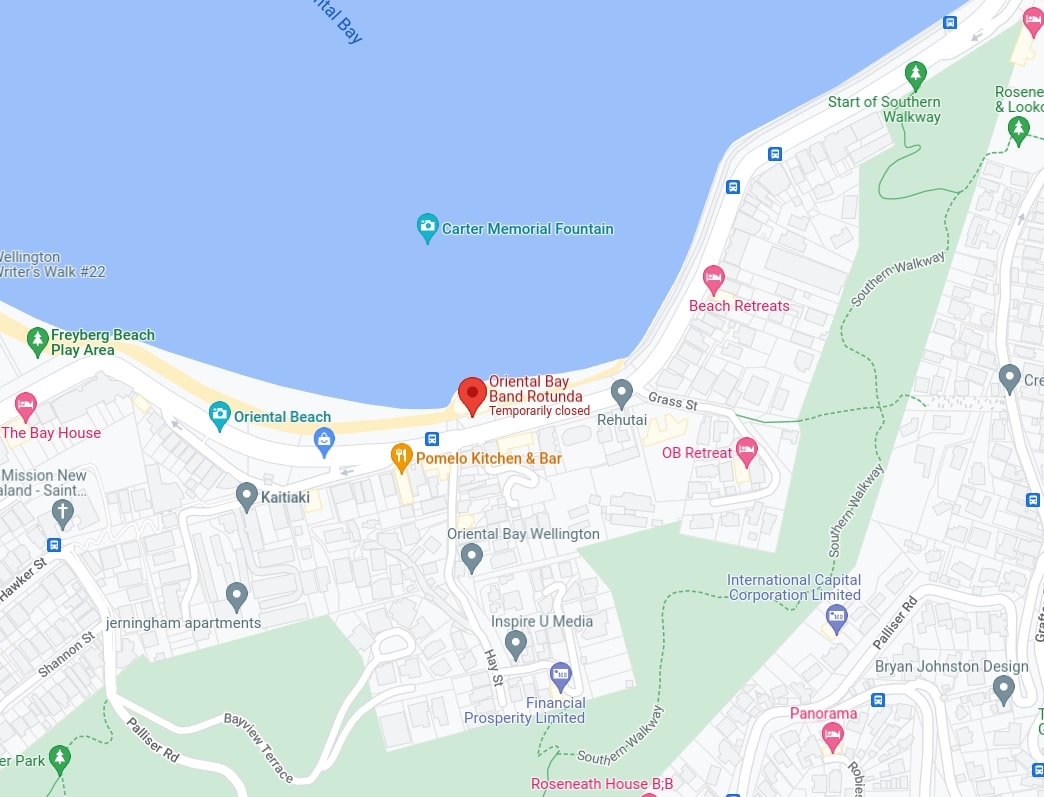 ntal Bay
Start of Southern
Walkway
Rosene
& Looko
Carter Memorial Fountain
Wellington
Writer's Walk #22
Southern Walkway
Beach Retreats
Freyberg Beach
Play Area
Oriental Bay
Band Rotunda
Temporarily closed
Cre
Grass St
Oriental Beach
Rehutai
The Bay House
OB Retreat
Pomelo Kitchen & Bar
Mission New
aland - Saint...
Kaitiaki
Southern Walkway
Oriental Bay Wellington
Hawker St
International Capital
Corporation Limited
jerningham apartments
Inspire U Media
Palliser Rd
Grafto
Shannon St
Hay St
Bryan Johnston Design
Financial
Prosperity Limited
Panorama
Bayview Terrace
Palliser Rd
Southern Walkway
T
G
er Park
Robies
Roseneath House B;B